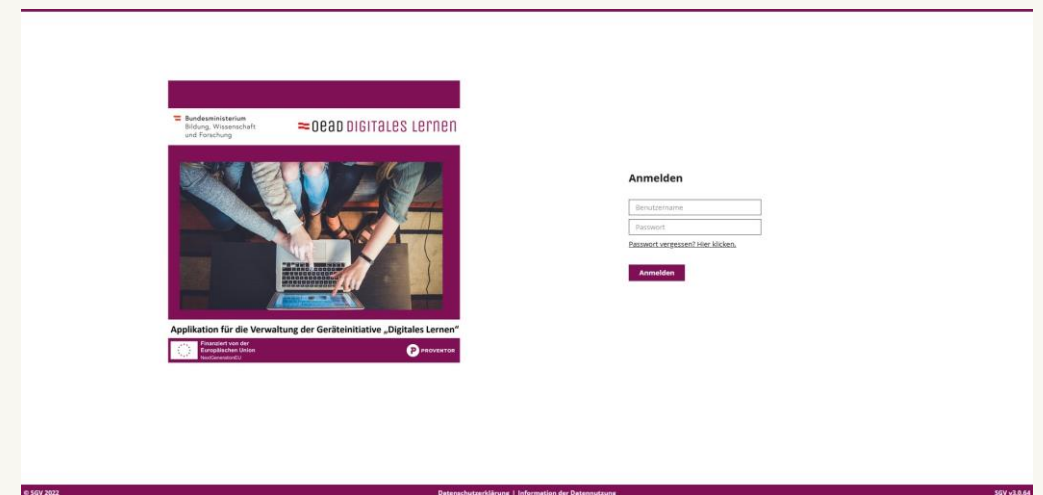 Bundesministerium
Bildung, Wissenschaft
und Forschung
oead DIGITALES Lernen
Applikation für die Verwaltung der Geräteinitiative „Digitales Lernen“
Finanziert von der
Europäischen Union
NextGenerationEU
PROVENTOR
Anmelden
Benutzername
Passwort
Passwort vergessen? Hier klicken.
Anmelden
© SGV 2022
Datenschutzerklärung | Information der Datennutzung
SGV v3.0.64